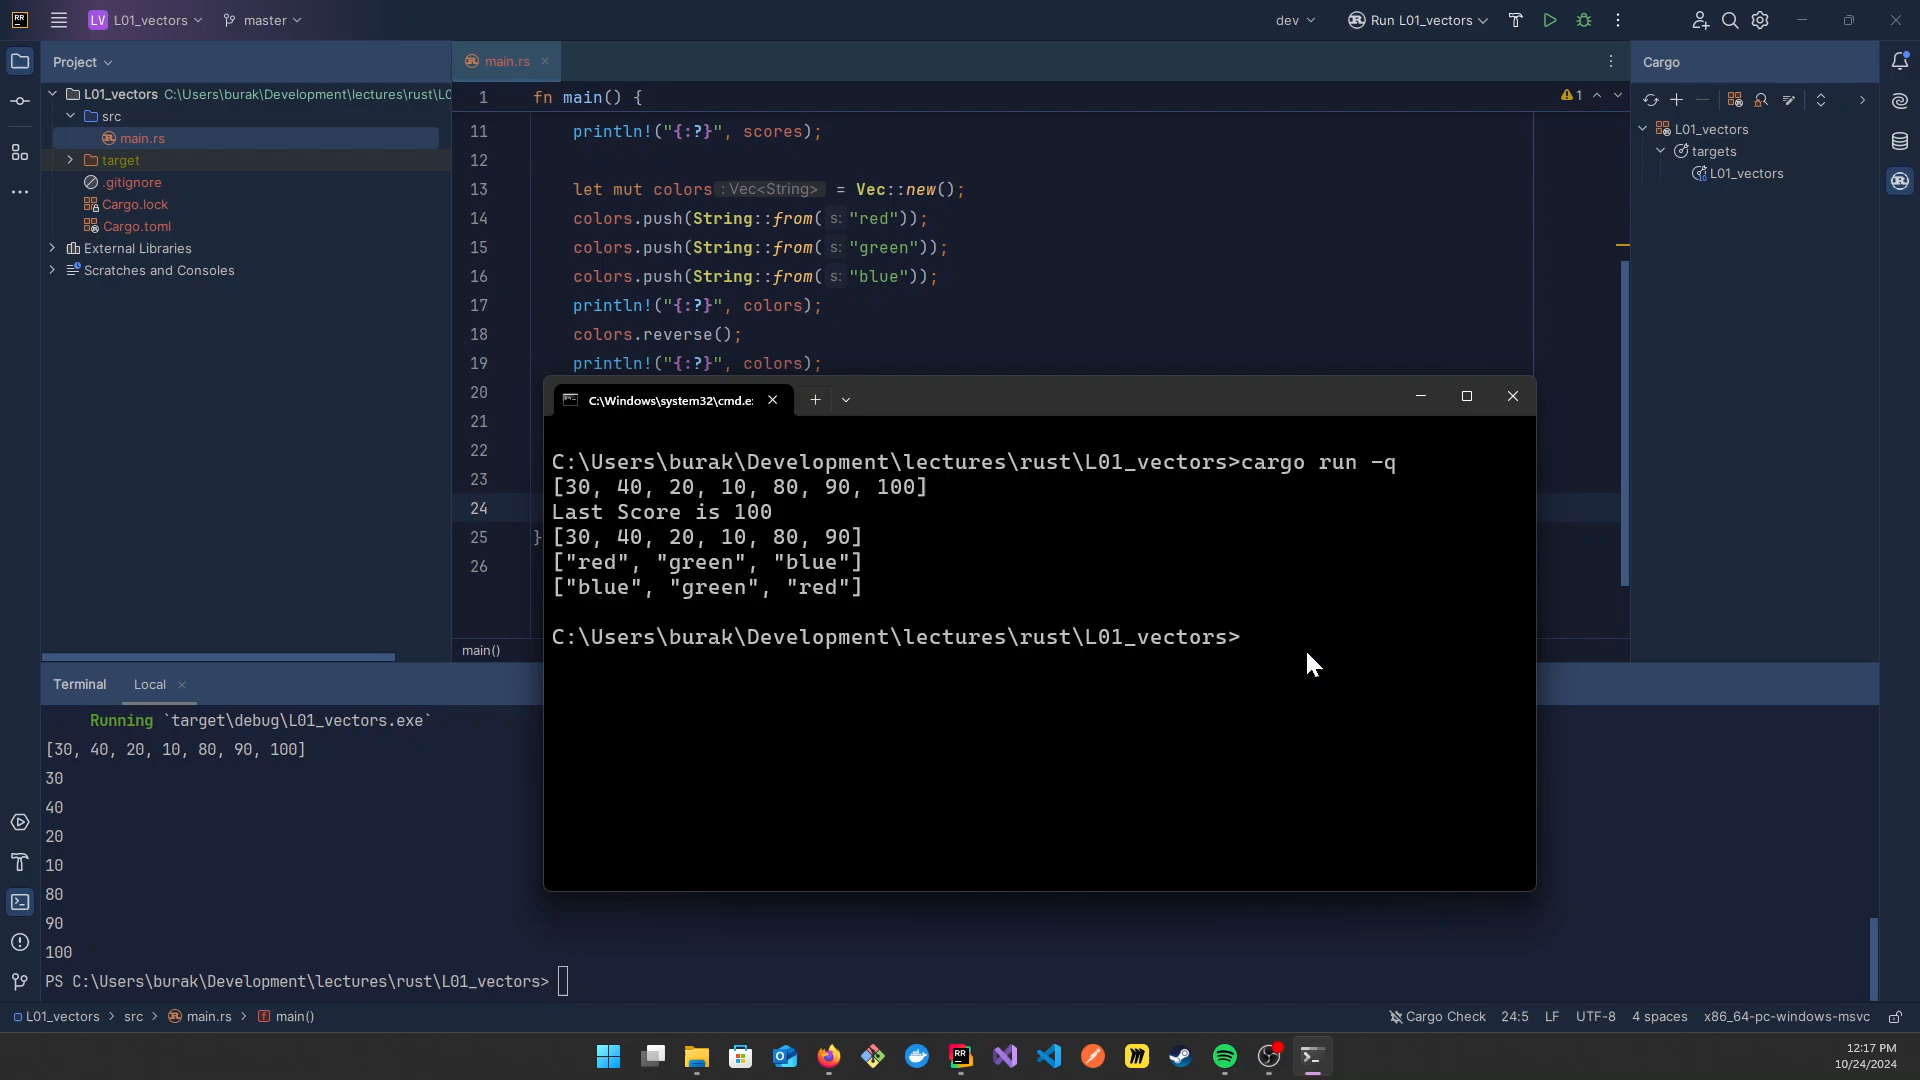 RR LV L01_vectors master dev Run L01_vectors
Project
L01_vectors C:\Users\burak\Development\lectures\rust\L0
src
main.rs
target
.gitignore
Cargo.lock
Cargo.toml
External Libraries
Scratches and Consoles
main.rs
1 fn main() { 1
11 println!("{:?}", scores);
12
13 let mut colors : Vec<String> = Vec::new();
14 colors.push(String::from( s: "red"));
15 colors.push(String::from( s: "green"));
16 colors.push(String::from( s: "blue"));
17 println!("{:?}", colors);
18 colors.reverse();
19 println!("{:?}", colors);
20
21
22
23
24
25 }
26
main()
Cargo
L01_vectors
targets
L01_vectors
C:\Windows\system32\cmd.e
C:\Users\burak\Development\lectures\rust\L01_vectors>cargo run -q
[30, 40, 20, 10, 80, 90, 100]
Last Score is 100
[30, 40, 20, 10, 80, 90]
["red", "green", "blue"]
["blue", "green", "red"]
C:\Users\burak\Development\lectures\rust\L01_vectors>
Terminal Local
Running `target\debug\L01_vectors.exe`
[30, 40, 20, 10, 80, 90, 100]
30
40
20
10
80
90
100
PS C:\Users\burak\Development\lectures\rust\L01_vectors>
L01_vectors > src > main.rs > main() Cargo Check 24:5 LF UTF-8 4 spaces x86_64-pc-windows-msvc
RR
12:17 PM
10/24/2024